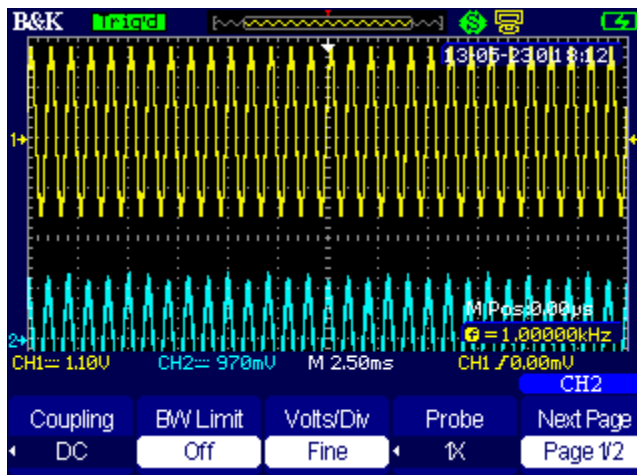 B&K Trig'd
13-05-23 01:18:12
1
M Pos:0.00μs
f = 1.00000kHz
2
CH1 1.10V CH2 970mV M 2.50ms CH1 0.00mV
CH2
Coupling BW Limit Volts/Div Probe Next Page
DC Off Fine 1X Page 1/2